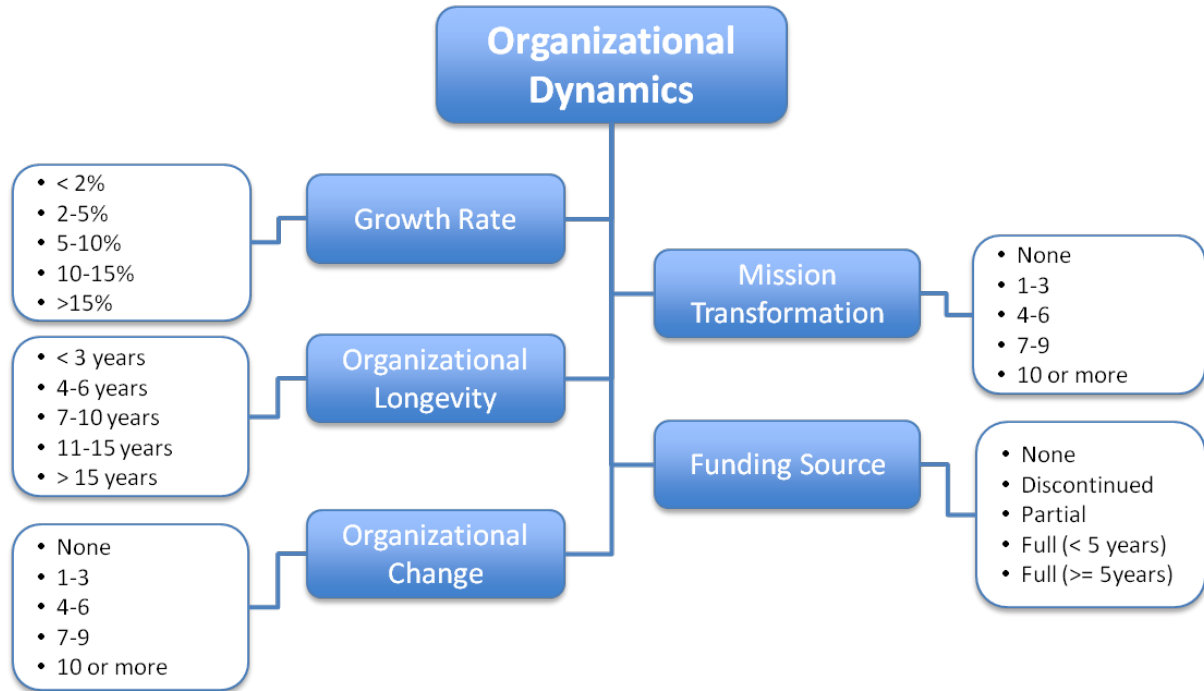 Organizational
Dynamics
• < 2%
• 2-5%
• 5-10%
• 10-15%
• >15%
Growth Rate
Mission
Transformation
• None
• 1-3
• 4-6
• 7-9
• 10 or more
• < 3 years
• 4-6 years
• 7-10 years
• 11-15 years
• > 15 years
Organizational
Longevity
Funding Source
• None
• Discontinued
• Partial
• Full (< 5 years)
• Full (>= 5years)
• None
• 1-3
• 4-6
• 7-9
• 10 or more
Organizational
Change